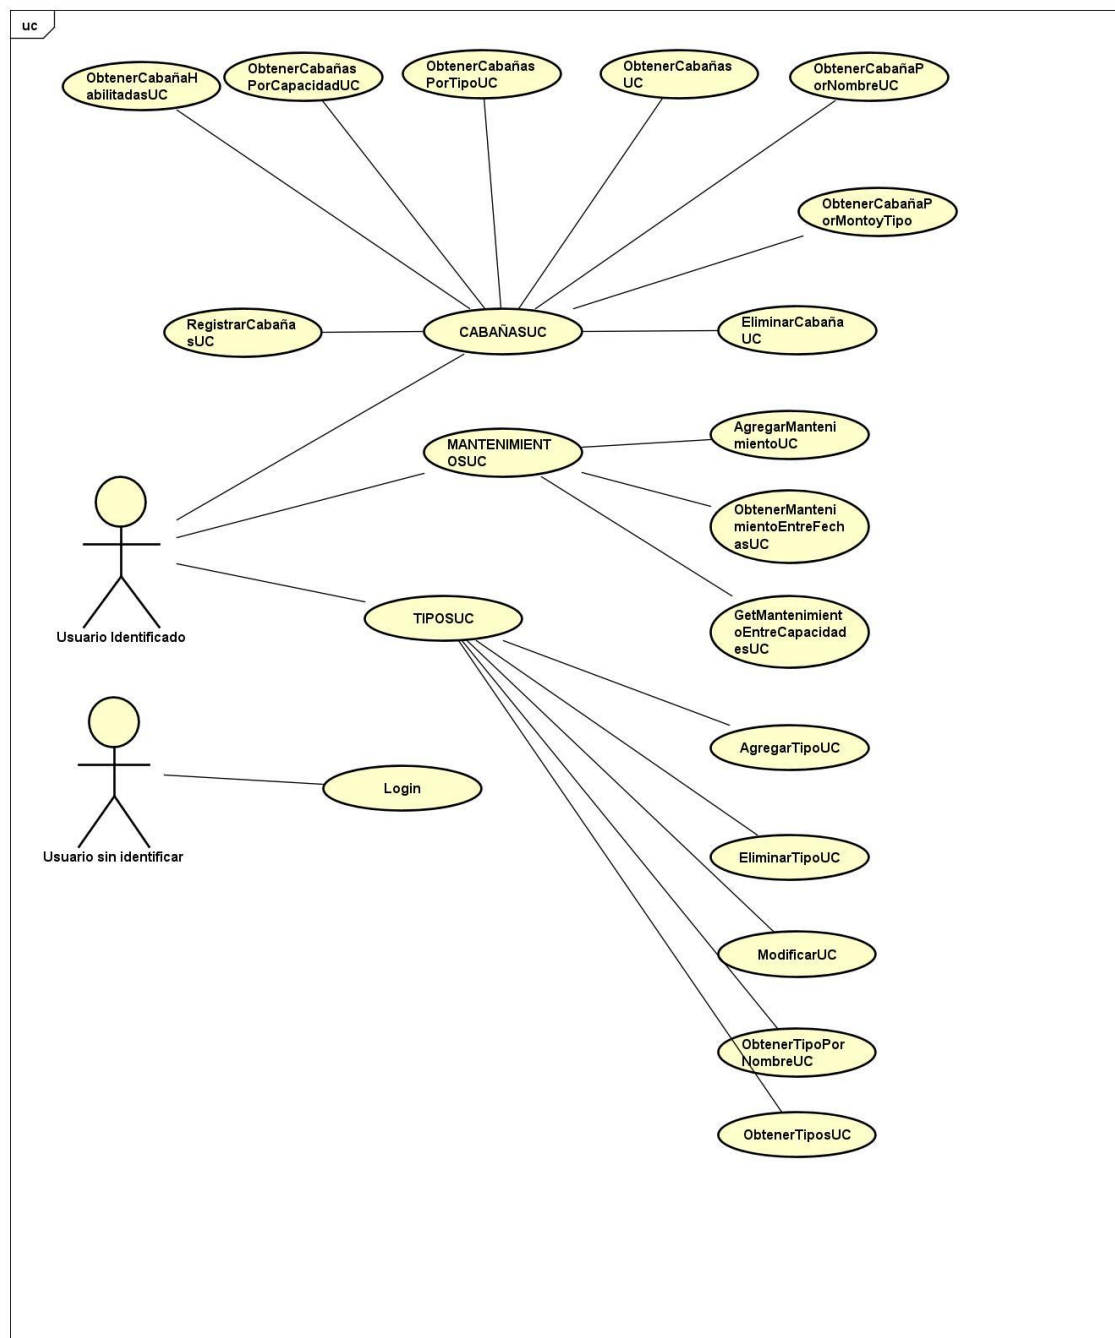 uc
ObtenerCabañaH
abilitadasUC
ObtenerCabañas
PorCapacidadUC
ObtenerCabañas
PorTipoUC
ObtenerCabañas
UC
ObtenerCabañaP
orNombreUC
ObtenerCabañaP
orMontoyTipo
RegistrarCabaña
sUC
CABAÑASUC
EliminarCabaña
UC
MANTENIMIENT
OSUC
AgregarManteni
mientoUC
ObtenerManteni
mientoEntreFech
asUC
GetMantenimient
oEntreCapacidad
esUC
Usuario Identificado
TIPOSUC
AgregarTipoUC
Login
Usuario sin identificar
EliminarTipoUC
ModificarUC
ObtenerTipoPor
NombreUC
ObtenerTiposUC